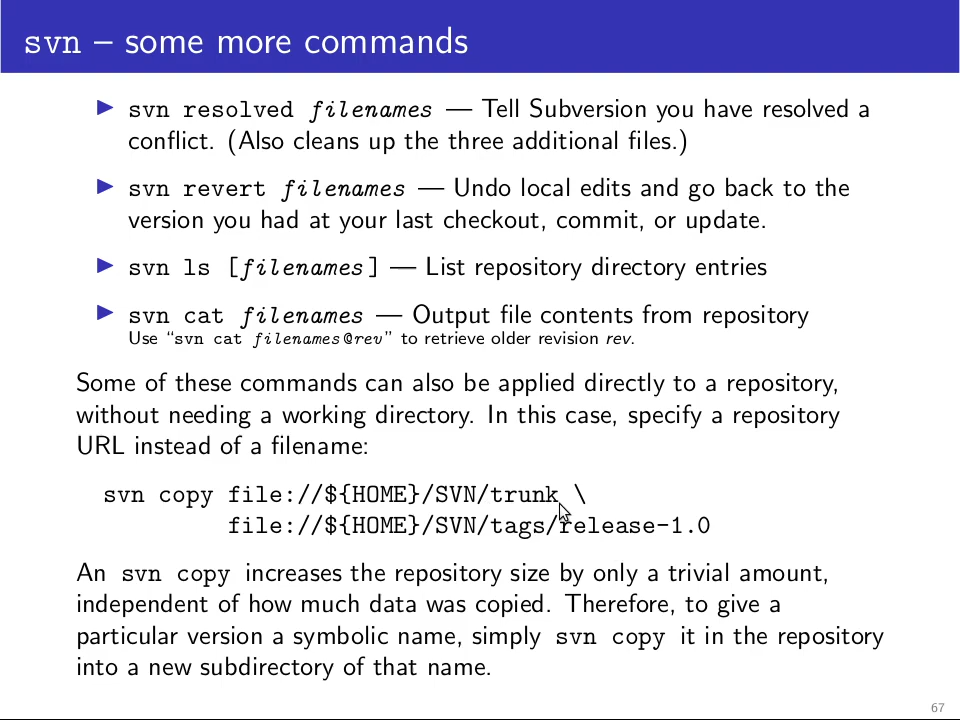 svn – some more commands
svn resolved filenames — Tell Subversion you have resolved a
conflict. (Also cleans up the three additional files.)
svn revert filenames — Undo local edits and go back to the
version you had at your last checkout, commit, or update.
svn ls [filenames] — List repository directory entries
svn cat filenames — Output file contents from repository
Use “svn cat filenames@rev” to retrieve older revision rev.
Some of these commands can also be applied directly to a repository,
without needing a working directory. In this case, specify a repository
URL instead of a filename:
svn copy file://${HOME}/SVN/trunk \
file://${HOME}/SVN/tags/release-1.0
An svn copy increases the repository size by only a trivial amount,
independent of how much data was copied. Therefore, to give a
particular version a symbolic name, simply svn copy it in the repository
into a new subdirectory of that name.
67